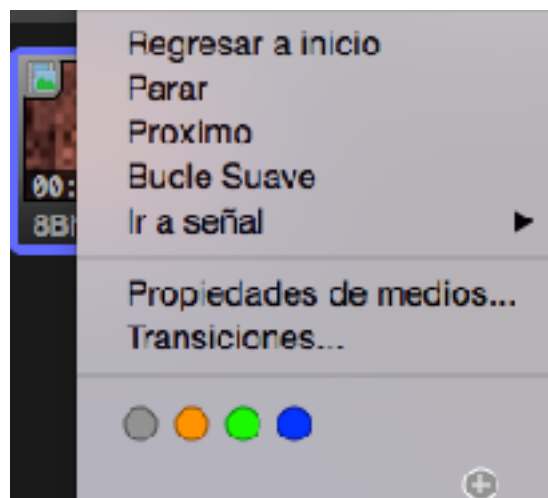 Regresar a inicio
Parar
Proximo
Bucle Suave
Ir a señal
Propiedades de medios...
Transiciones...
00:
8B